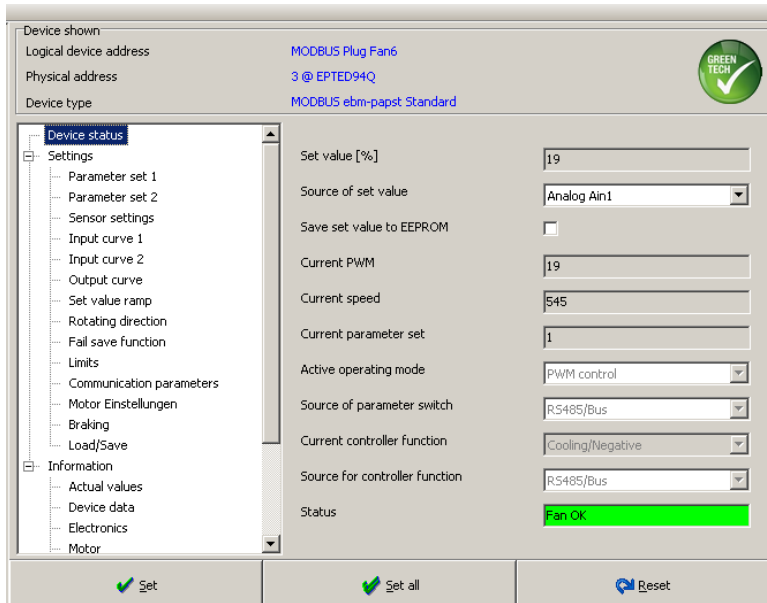 Device shown
Logical device address MODBUS Plug Fan6
Physical address 3 @ EPTED94Q
Device type MODBUS ebm-papst Standard
GREEN
TECH
Device status
Settings
Parameter set 1
Parameter set 2
Sensor settings
Input curve 1
Input curve 2
Output curve
Set value ramp
Rotating direction
Fail save function
Limits
Communication parameters
Motor Einstellungen
Braking
Load/Save
Information
Actual values
Device data
Electronics
Motor
Set value [%] 19
Source of set value Analog Ain1
Save set value to EEPROM
Current PWM 19
Current speed 545
Current parameter set 1
Active operating mode PWM control
Source of parameter switch RS485/Bus
Current controller function Cooling/Negative
Source for controller function RS485/Bus
Status Fan OK
Set Set all Reset